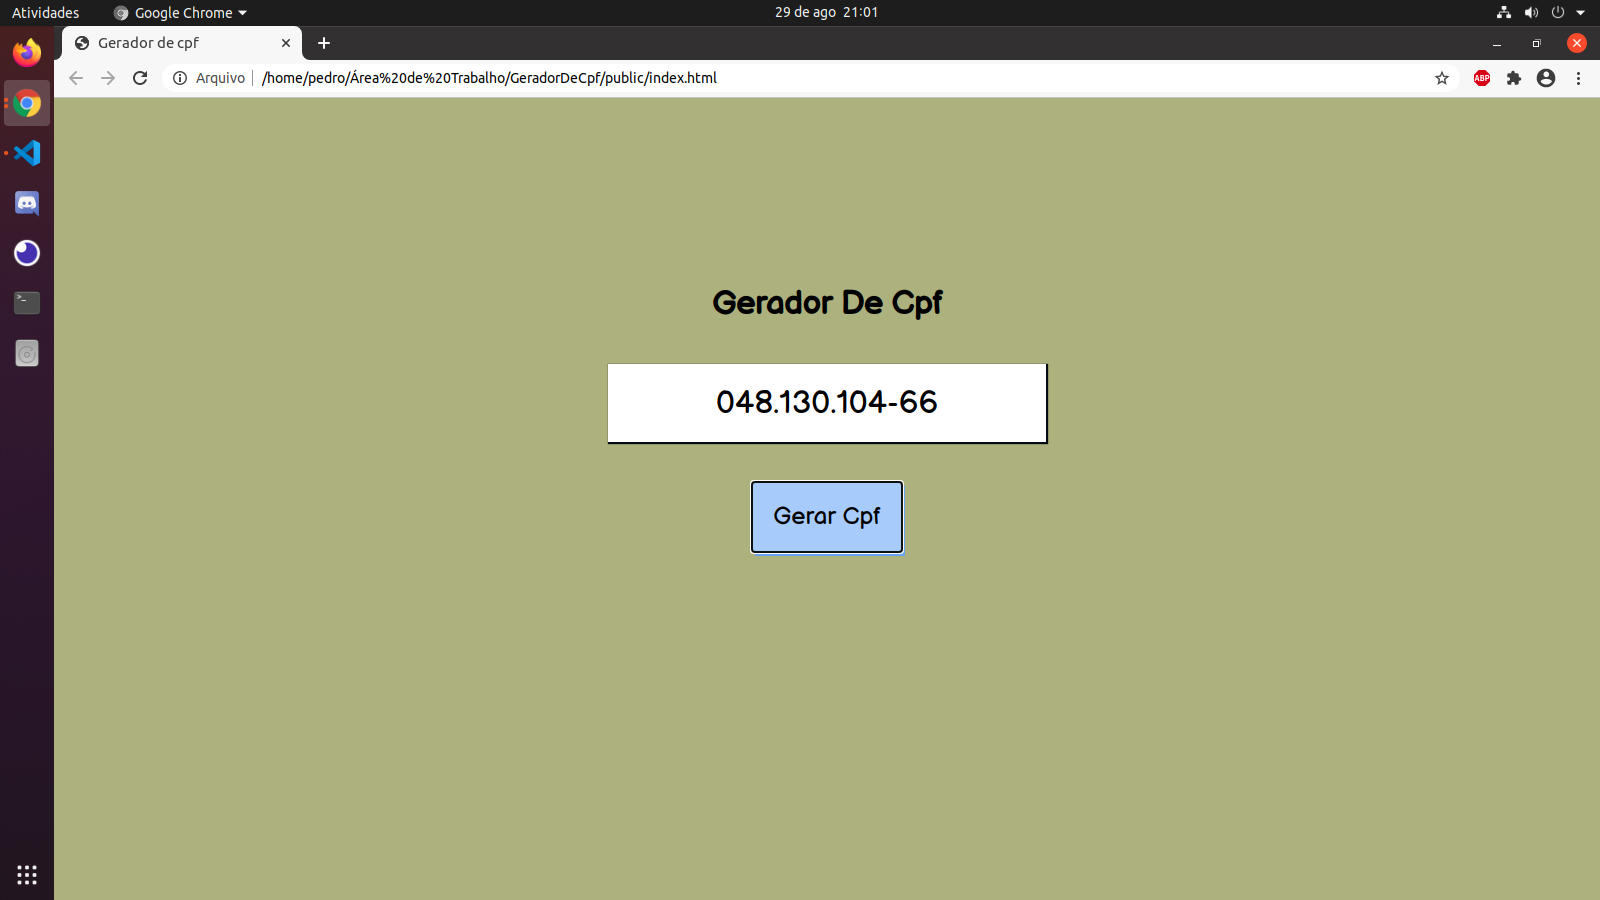 Atividades Google Chrome 29 de ago 21:01
Gerador de cpf
Arquivo /home/pedro/Área%20de%20Trabalho/GeradorDeCpf/public/index.html ABP
Gerador De Cpf
048.130.104-66
Gerar Cpf